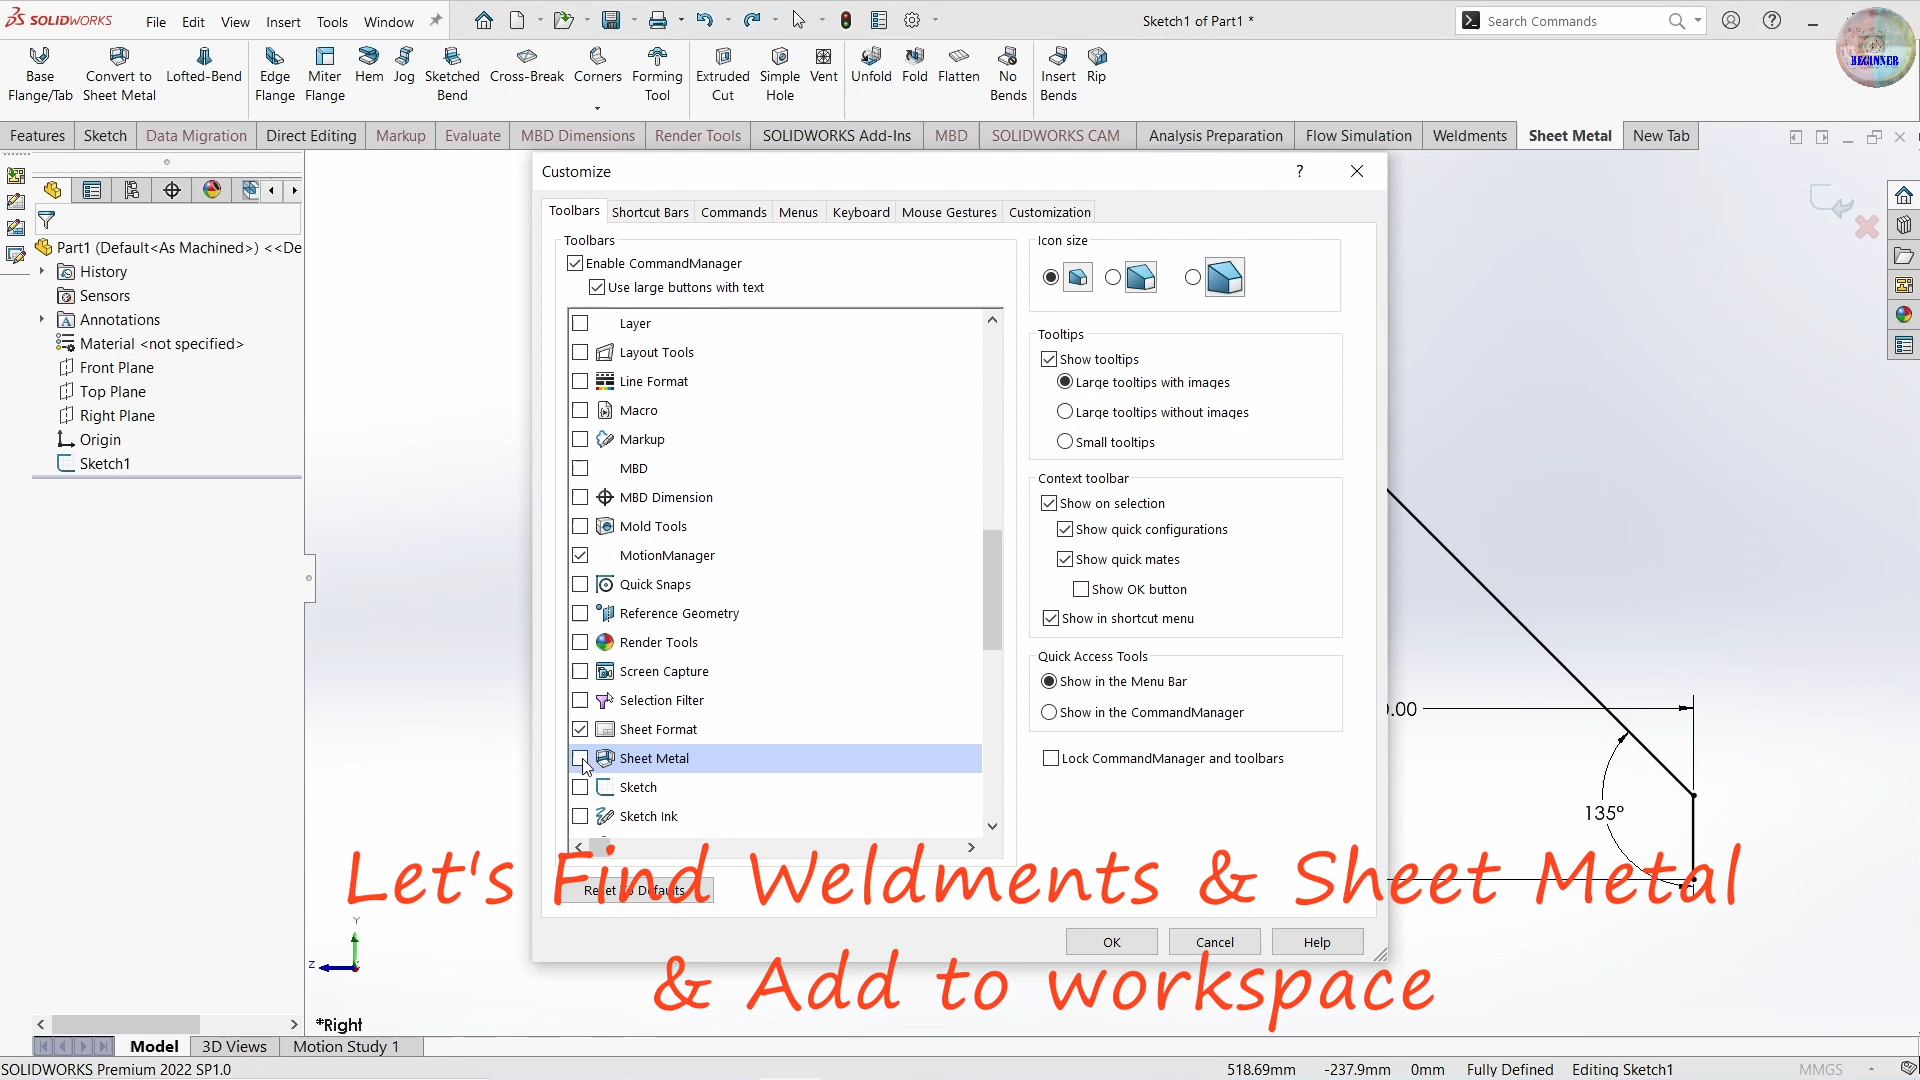 SOLIDWORKS File Edit View Insert Tools Window Sketch1 of Part1 * Search Commands
BEGINNER
Base Flange/Tab
Convert to Sheet Metal
Lofted-Bend
Edge Flange
Miter Flange
Hem
Jog
Sketched Bend
Cross-Break
Corners
Forming Tool
Extruded Cut
Simple Hole
Vent
Unfold
Fold
Flatten
No Bends
Insert Bends
Rip
Features Sketch Data Migration Direct Editing Markup Evaluate MBD Dimensions Render Tools SOLIDWORKS Add-Ins MBD SOLIDWORKS CAM Analysis Preparation Flow Simulation Weldments Sheet Metal New Tab
Part1 (Default<As Machined>) <<De
History
Sensors
Annotations
Material <not specified>
Front Plane
Top Plane
Right Plane
Origin
Sketch1
Customize ?
Toolbars Shortcut Bars Commands Menus Keyboard Mouse Gestures Customization
Toolbars
Enable CommandManager
Use large buttons with text
Layer
Layout Tools
Line Format
Macro
Markup
MBD
MBD Dimension
Mold Tools
MotionManager
Quick Snaps
Reference Geometry
Render Tools
Screen Capture
Selection Filter
Sheet Format
Sheet Metal
Sketch
Sketch Ink
Reset To Defaults
Icon size
Tooltips
Show tooltips
Large tooltips with images
Large tooltips without images
Small tooltips
Context toolbar
Show on selection
Show quick configurations
Show quick mates
Show OK button
Show in shortcut menu
Quick Access Tools
Show in the Menu Bar
Show in the CommandManager
Lock CommandManager and toolbars
OK Cancel Help
.00
135°
Let's Find Weldments & Sheet Metal
& Add to workspace
Y
Z
*Right
Model 3D Views Motion Study 1
SOLIDWORKS Premium 2022 SP1.0 518.69mm -237.9mm 0mm Fully Defined Editing Sketch1 MMGS